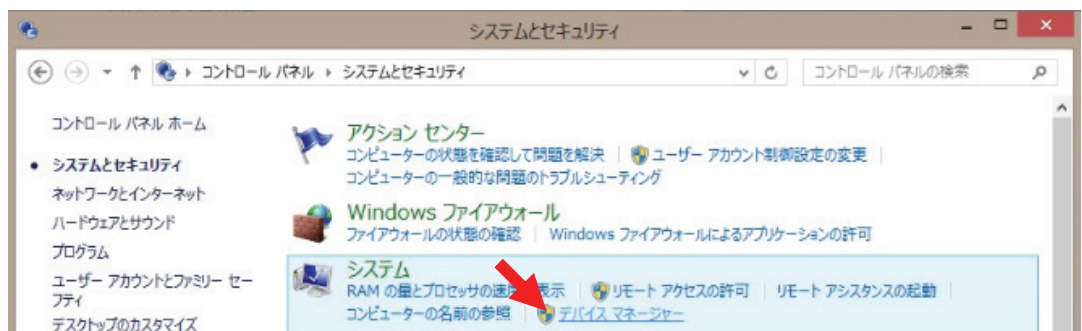 システムとセキュリティ
コントロール パネル システムとセキュリティ
コントロール パネルの検索
コントロール パネル ホーム
システムとセキュリティ
ネットワークとインターネット
ハードウェアとサウンド
プログラム
ユーザー アカウントとファミリー セー
フティ
デスクトップのカスタマイズ
アクション センター
コンピューターの状態を確認して問題を解決 ユーザー アカウント制御設定の変更
コンピューターの一般的な問題のトラブルシューティング
Windows ファイアウォール
ファイアウォールの状態の確認 Windows ファイアウォールによるアプリケーションの許可
システム
RAM の量とプロセッサの速 表示 リモート アクセスの許可 リモート アシスタンスの起動
コンピューターの名前の参照 デバイス マネージャー